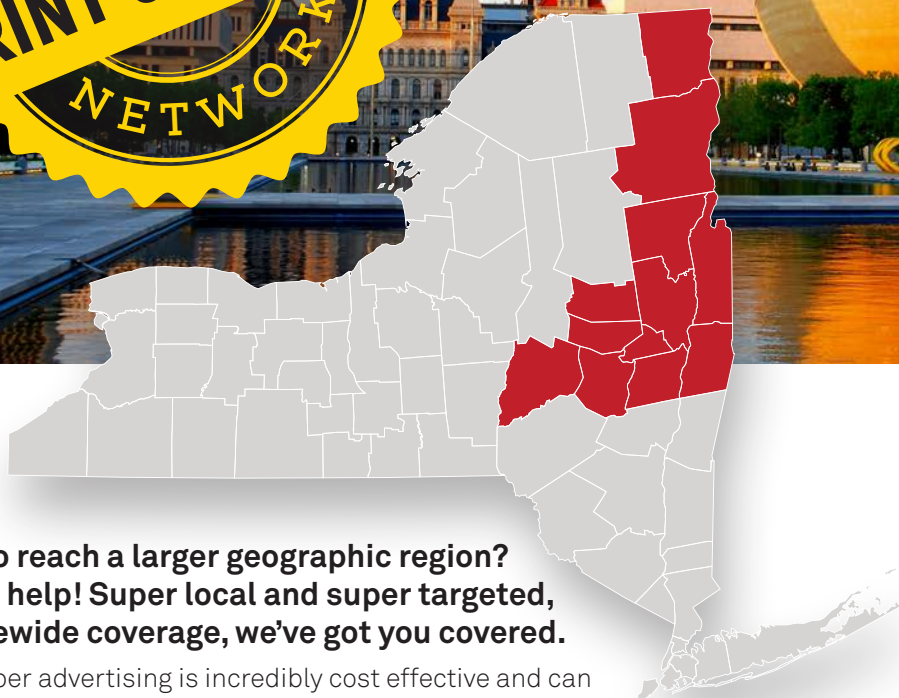 RINT
NETWORK
o reach a larger geographic region?
help! Super local and super targeted,
ewide coverage, we’ve got you covered.
per advertising is incredibly cost effective and can